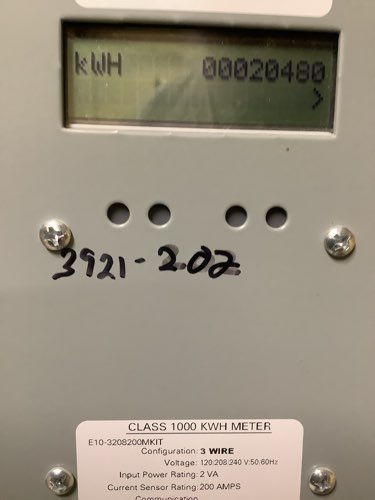 kWH 00020480
>
3921-202
CLASS 1000 KWH METER
E10-3208200MKIT
Configuration: 3 WIRE
Voltage: 120:208:240 V:50:60Hz
Input Power Rating: 2 VA
Current Sensor Rating: 200 AMPS
Communication